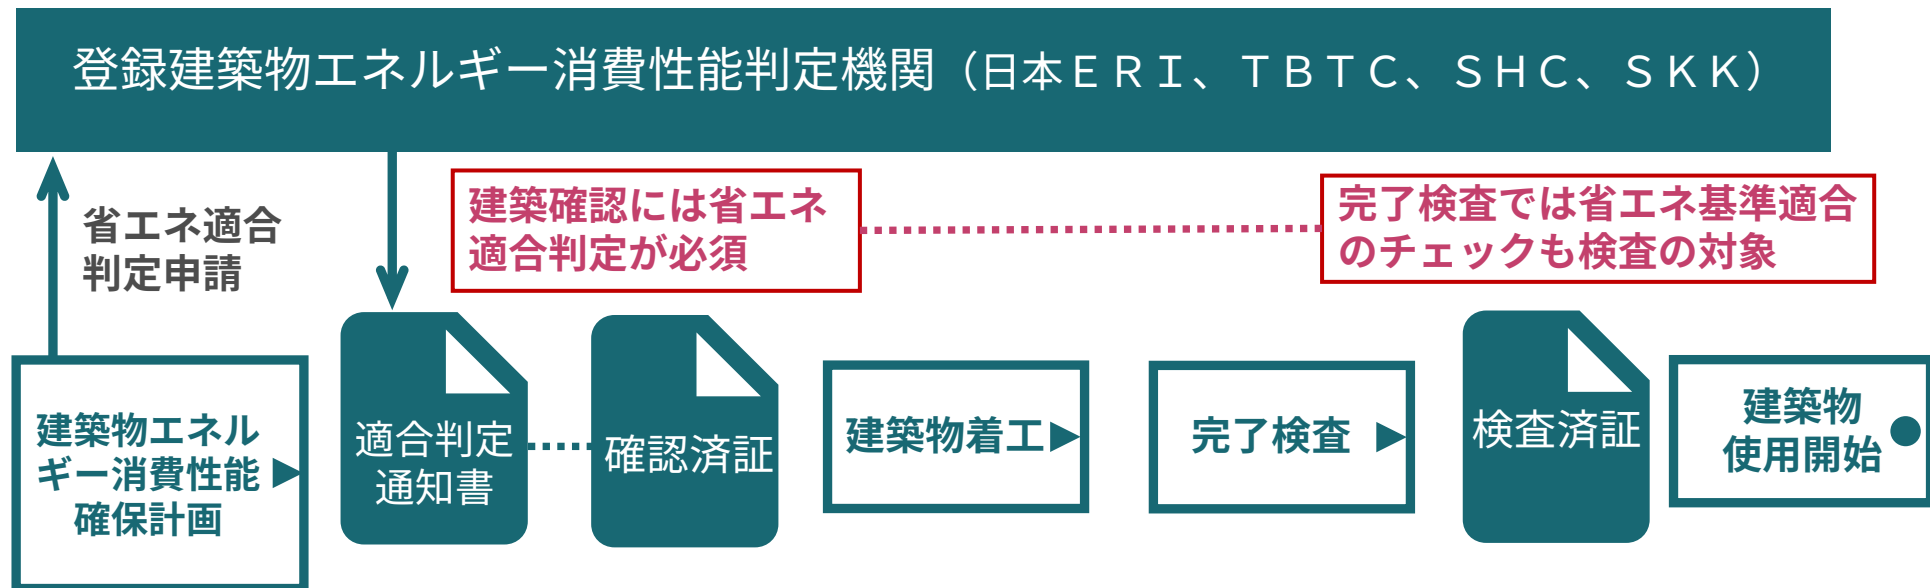 登録建築物エネルギー消費性能判定機関（日本ＥＲＩ、ＴＢＴＣ、ＳＨＣ、ＳＫＫ）
省エネ適合
判定申請
建築確認には省エネ
適合判定が必須
完了検査では省エネ基準適合
のチェックも検査の対象
建築物エネル
ギー消費性能
確保計画
適合判定
通知書
確認済証
建築物着工
完了検査
検査済証
建築物
使用開始